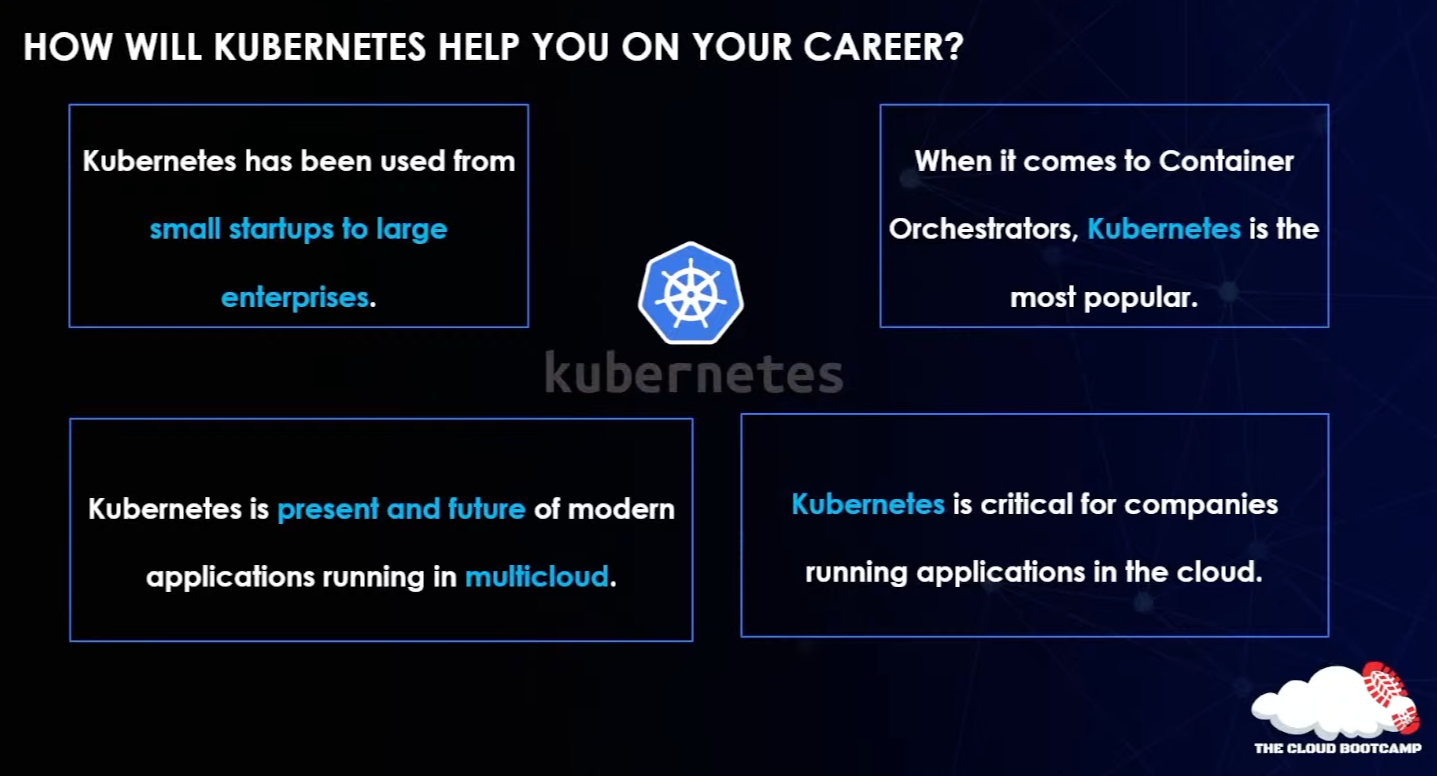 HOW WILL KUBERNETES HELP YOU ON YOUR CAREER?
Kubernetes has been used from
small startups to large
enterprises.
When it comes to Container
Orchestrators, Kubernetes is the
most popular.
kubernetes
Kubernetes is present and future of modern
applications running in multicloud.
Kubernetes is critical for companies
running applications in the cloud.
THE CLOUD BOOTCAMP